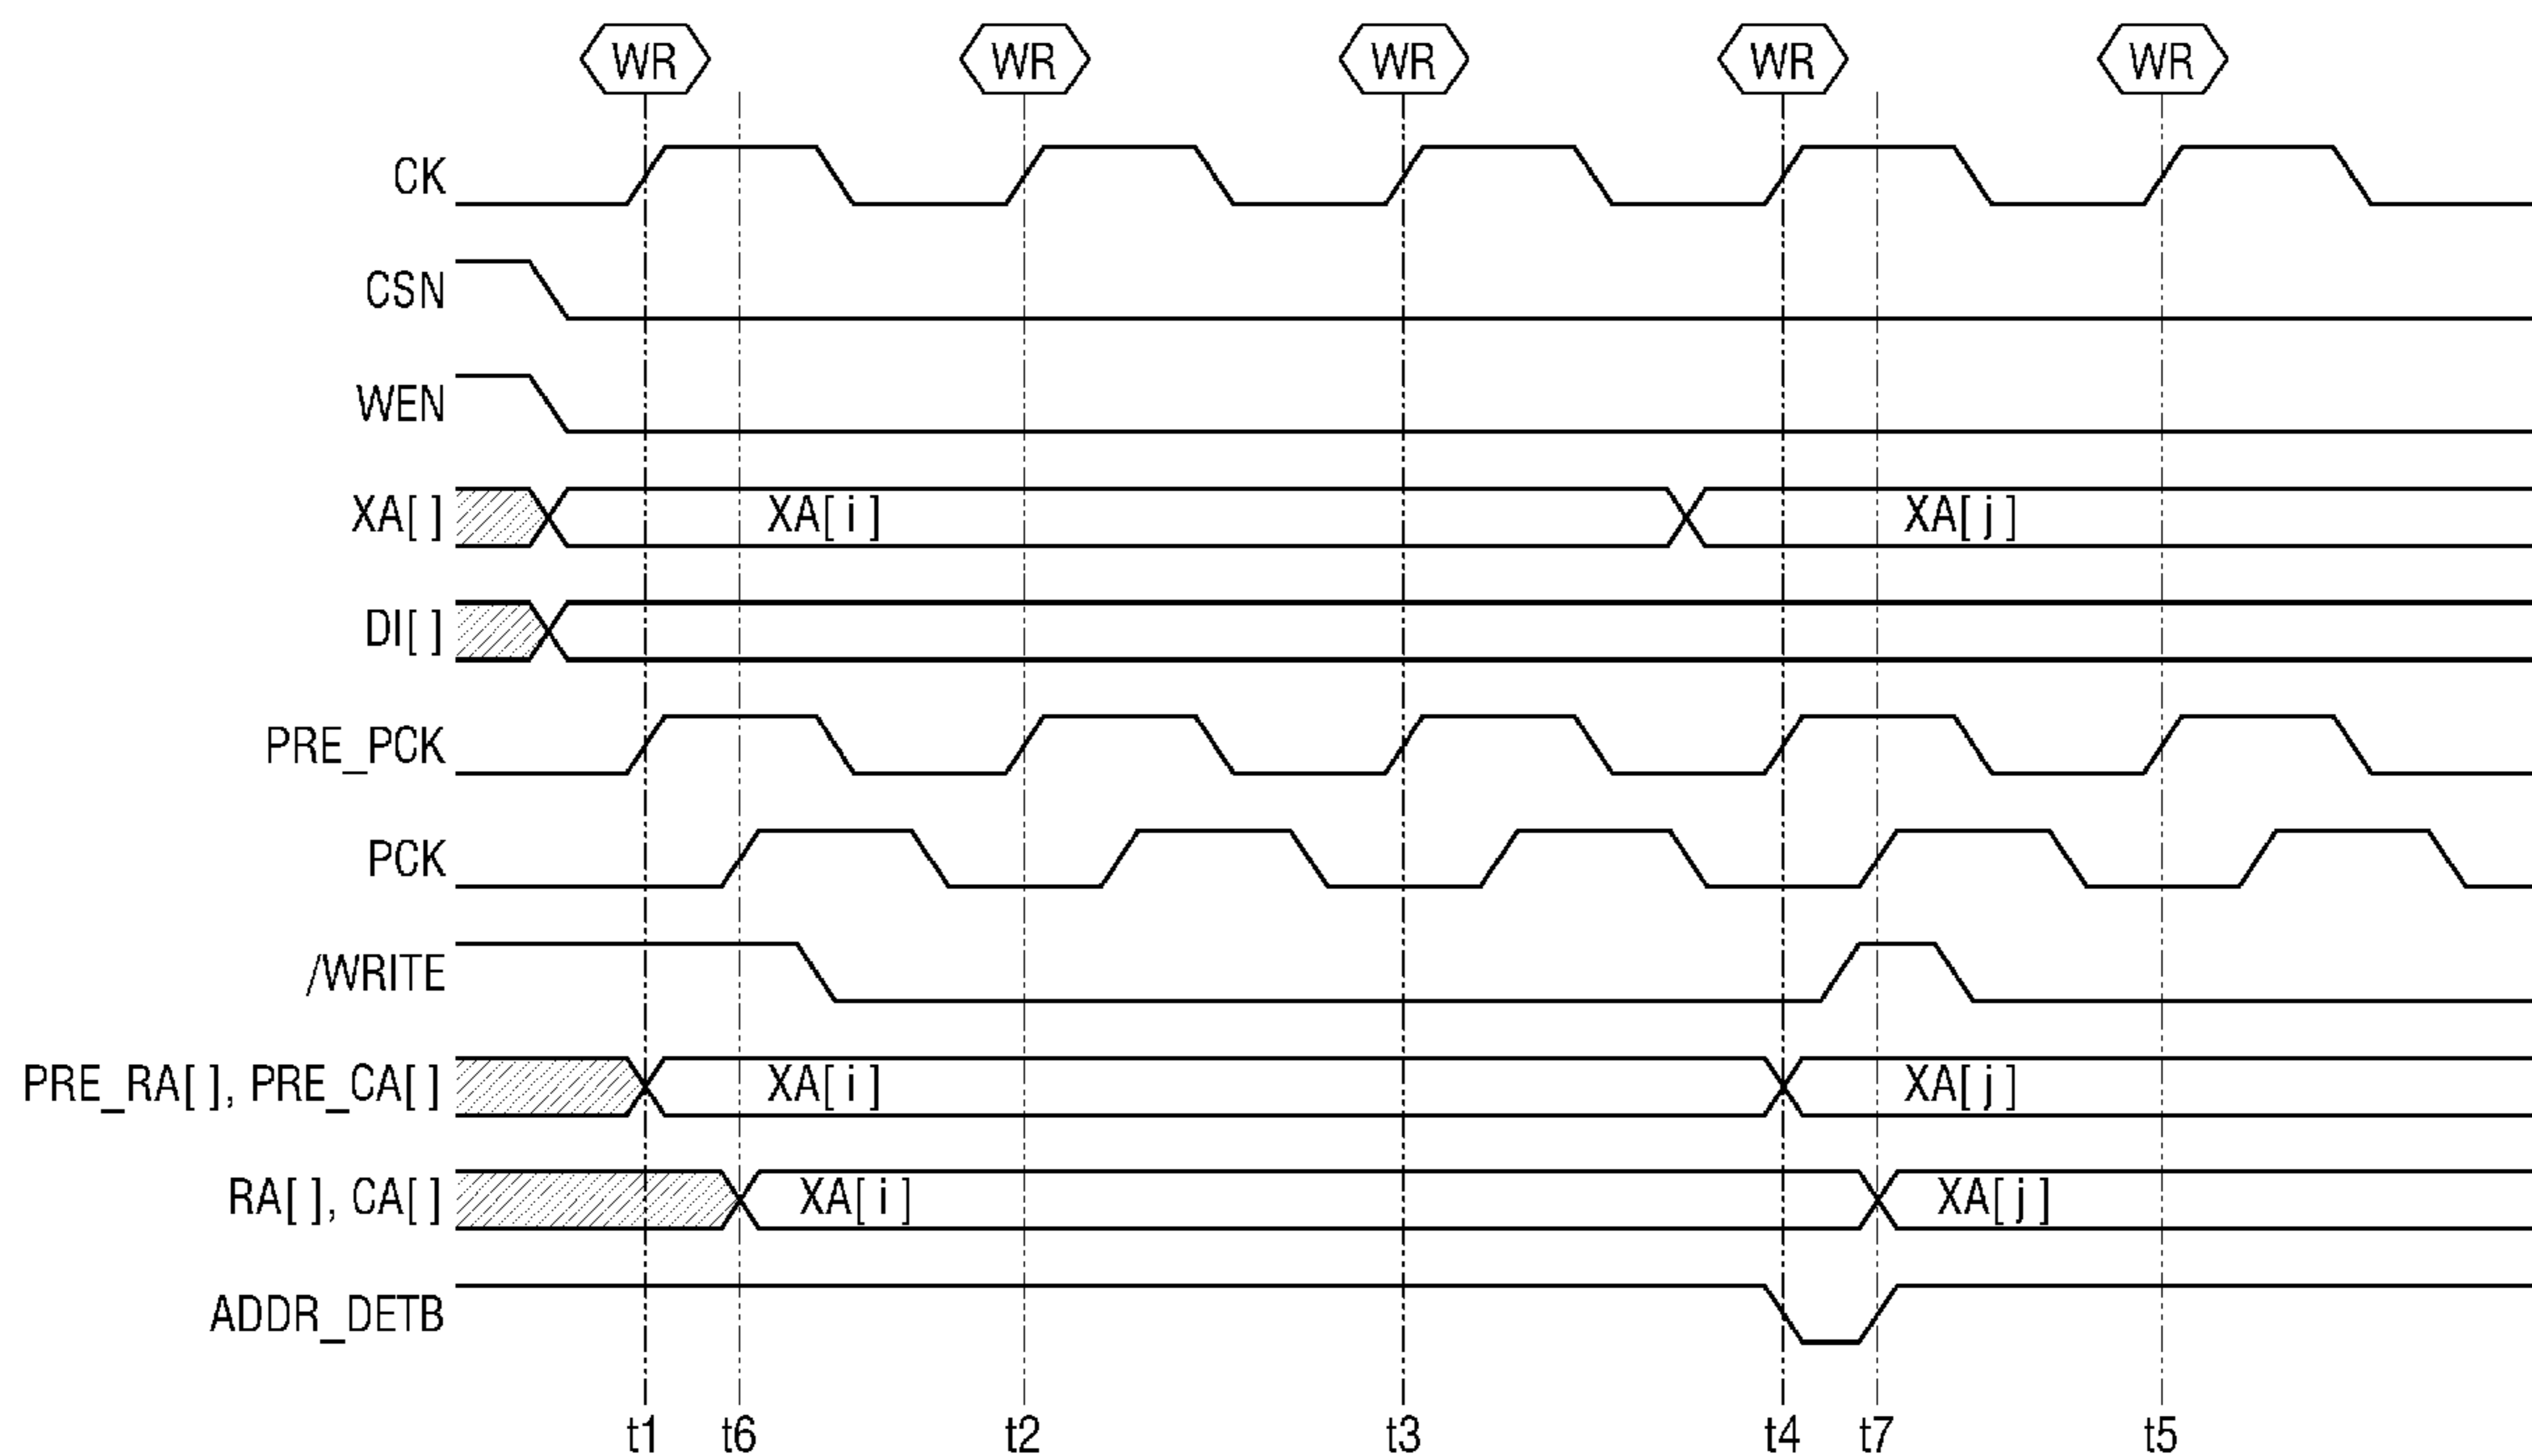 WR WR WR WR WR
CK
CSN
WEN
XA[ ] XA[ i ] XA[ j ]
DI[ ]
PRE_PCK
PCK
/WRITE
PRE_RA[ ], PRE_CA[ ] XA[ i ] XA[ j ]
RA[ ], CA[ ] XA[ i ] XA[ j ]
ADDR_DETB
t1 t6 t2 t3 t4 t7 t5